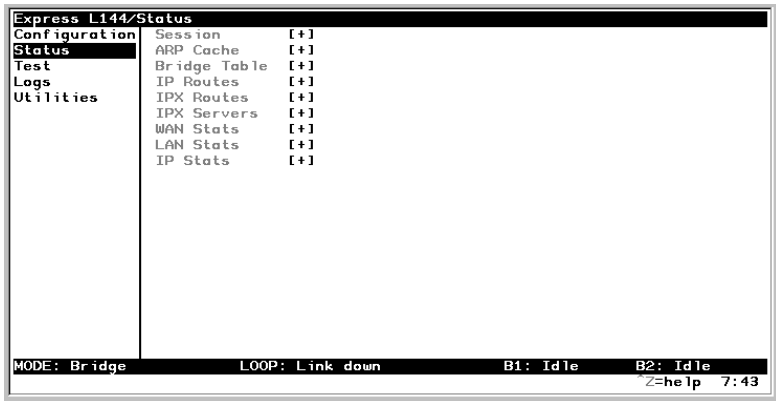 Express L144/Status
Configuration Session [+]
Status ARP Cache [+]
Test Bridge Table [+]
Logs IP Routes [+]
Utilities IPX Routes [+]
IPX Servers [+]
WAN Stats [+]
LAN Stats [+]
IP Stats [+]
MODE: Bridge LOOP: Link down B1: Idle B2: Idle
^Z=help 7:43